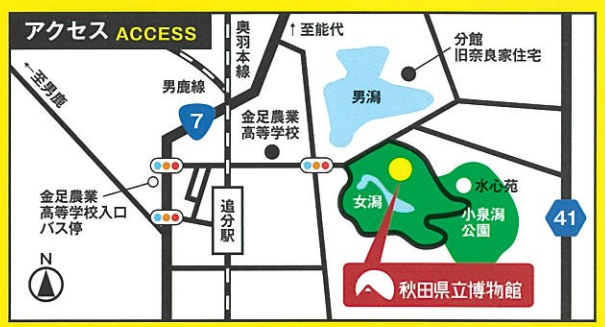 アクセス ACCESS
奥羽本線
↑至能代
分館
旧奈良家住宅
←至男鹿
男鹿線
男潟
7
金足農業
高等学校
金足農業
高等学校入口
バス停
追分駅
女潟
水心苑
小泉潟
公園
41
N
秋田県立博物館